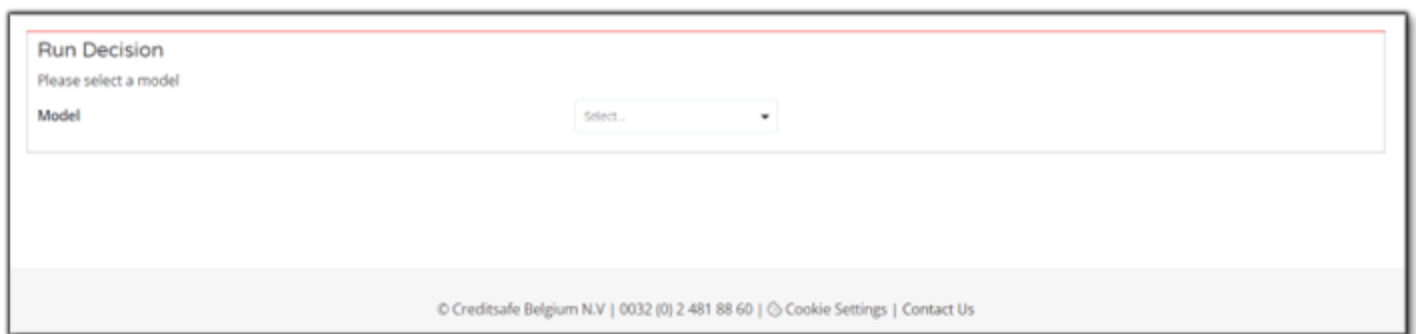 Run Decision
Please select a model
Model Select...
© Creditsafe Belgium N.V | 0032 (0) 2 481 88 60 | Cookie Settings | Contact Us